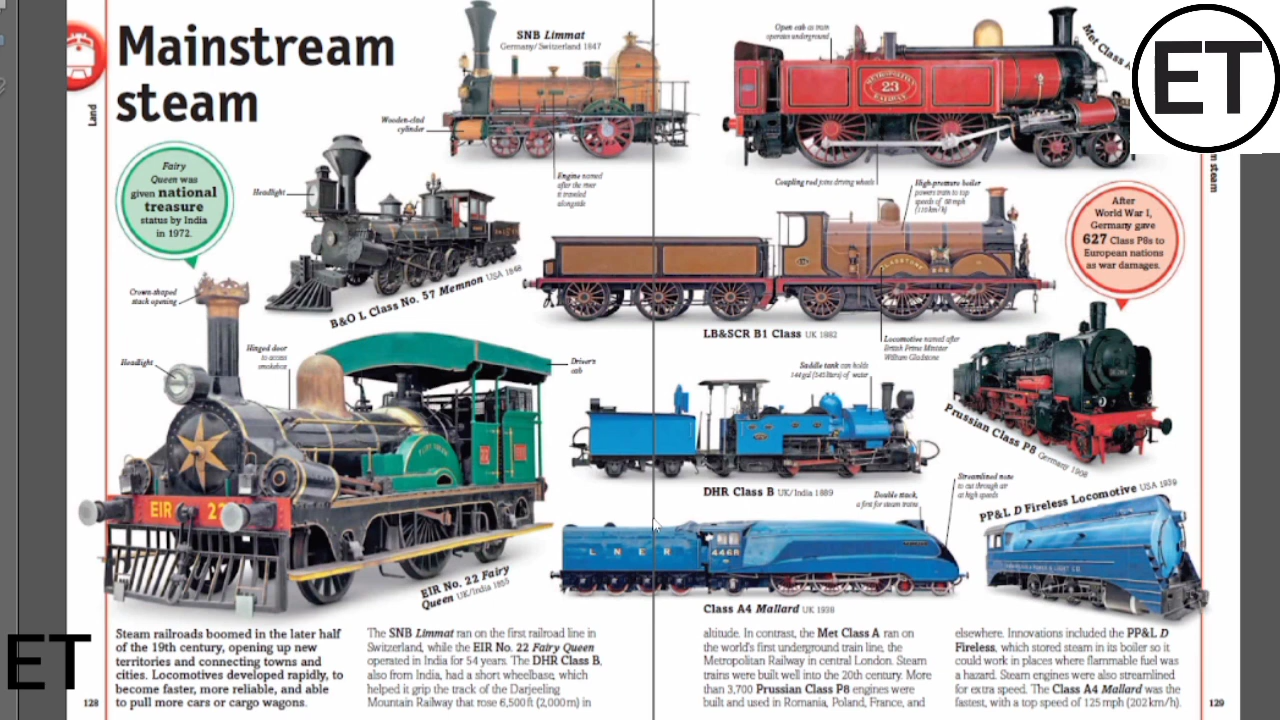 Mainstream
steam
Land
Fairy
Queen was
given national
treasure
status by India
in 1972.
SNB Limmat
Germany/Switzerland 1847
Wooden-clad
cylinder
Engine named
after the river
it traveled
alongside
Open cab as train
operates underground
METROPOLITAN
23
RAILWAY
Met Class A
ET
Coupling rod joins driving wheels
High-pressure boiler
powers train to top
Headlight
B&O L Class No. 57 Memnon USA 1848
GLADSTONE
LB&SCR B1 Class UK 1882
Locomotive named after
British Prime Minister
William Gladstone
m steam
After
World War I,
Germany gave
627 Class P8s to
European nations
as war damages.
Prussian Class P8 Germany 1908
Crown-shaped
stack opening
Headlight
Hinged door
to access
smokebox
Driver's
cab
FAIRY QUEEN
EIR 22
EIR No. 22 Fairy
Queen UK/India 1855
Saddle tank can hold
of water
DHR Class B UK/India 1889
Double stack,
a first for steam trains
Streamlined nose
to cut through air
at high speeds
LNER
4468
Class A4 Mallard UK 1938
PP&L D Fireless Locomotive USA 1939
Steam railroads boomed in the later half
of the 19th century, opening up new
territories and connecting towns and
cities. Locomotives developed rapidly, to
become faster, more reliable, and able
to pull more cars or cargo wagons.
The SNB Limmat ran on the first railroad line in
Switzerland, while the EIR No. 22 Fairy Queen
operated in India for 54 years. The DHR Class B,
also from India, had a short wheelbase, which
helped it grip the track of the Darjeeling
Mountain Railway that rose 6,500 ft (2,000 m) in
altitude. In contrast, the Met Class A ran on
the world's first underground train line, the
Metropolitan Railway in central London. Steam
trains were built well into the 20th century. More
than 3,700 Prussian Class P8 engines were
built and used in Romania, Poland, France, and
elsewhere. Innovations included the PP&L D
Fireless, which stored steam in its boiler so it
could work in places where flammable fuel was
a hazard. Steam engines were also streamlined
for extra speed. The Class A4 Mallard was the
fastest, with a top speed of 125 mph (202 km/h).
ET
128
129